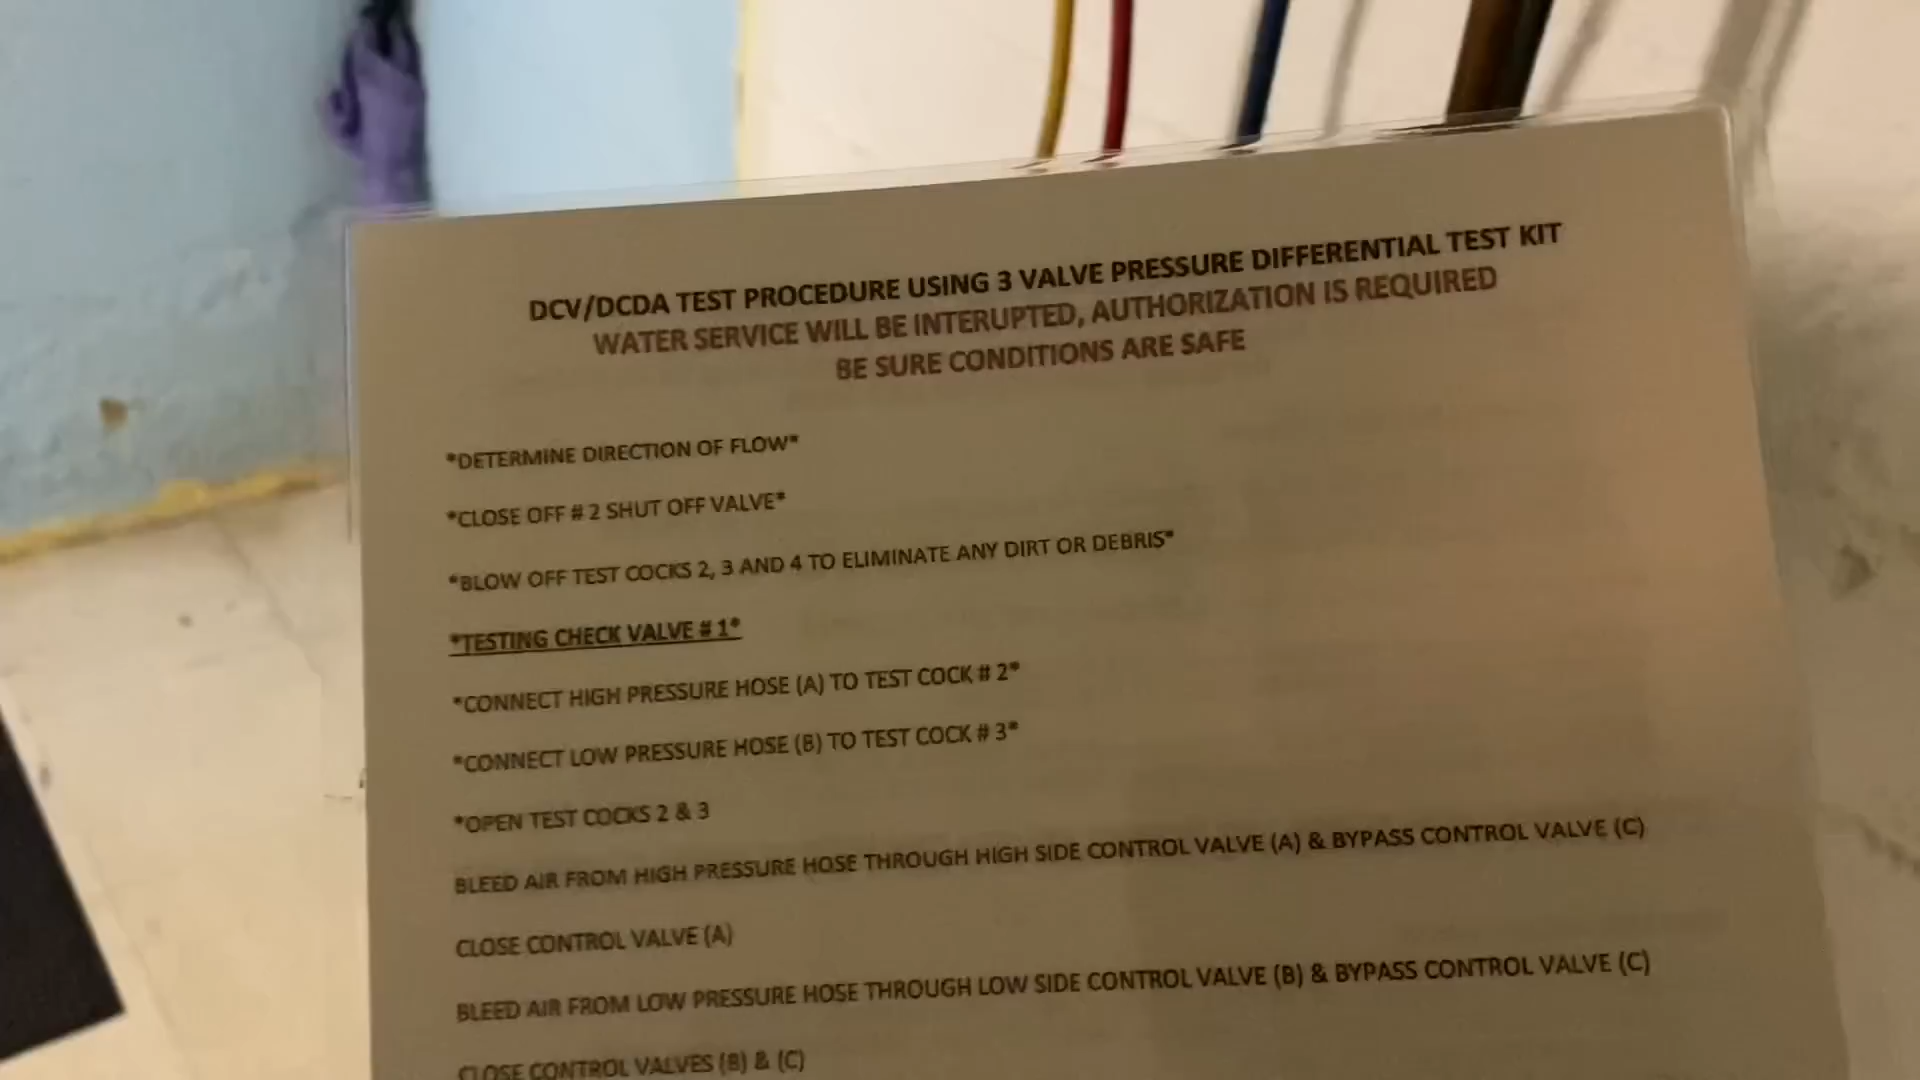 DCV/DCDA TEST PROCEDURE USING 3 VALVE PRESSURE DIFFERENTIAL TEST KIT
WATER SERVICE WILL BE INTERUPTED, AUTHORIZATION IS REQUIRED
BE SURE CONDITIONS ARE SAFE
*DETERMINE DIRECTION OF FLOW*
*CLOSE OFF # 2 SHUT OFF VALVE*
*BLOW OFF TEST COCKS 2, 3 AND 4 TO ELIMINATE ANY DIRT OR DEBRIS*
*TESTING CHECK VALVE # 1*
*CONNECT HIGH PRESSURE HOSE (A) TO TEST COCK # 2*
*CONNECT LOW PRESSURE HOSE (B) TO TEST COCK # 3*
*OPEN TEST COCKS 2 & 3
BLEED AIR FROM HIGH PRESSURE HOSE THROUGH HIGH SIDE CONTROL VALVE (A) & BYPASS CONTROL VALVE (C)
CLOSE CONTROL VALVE (A)
BLEED AIR FROM LOW PRESSURE HOSE THROUGH LOW SIDE CONTROL VALVE (B) & BYPASS CONTROL VALVE (C)
CLOSE CONTROL VALVES (B) & (C)